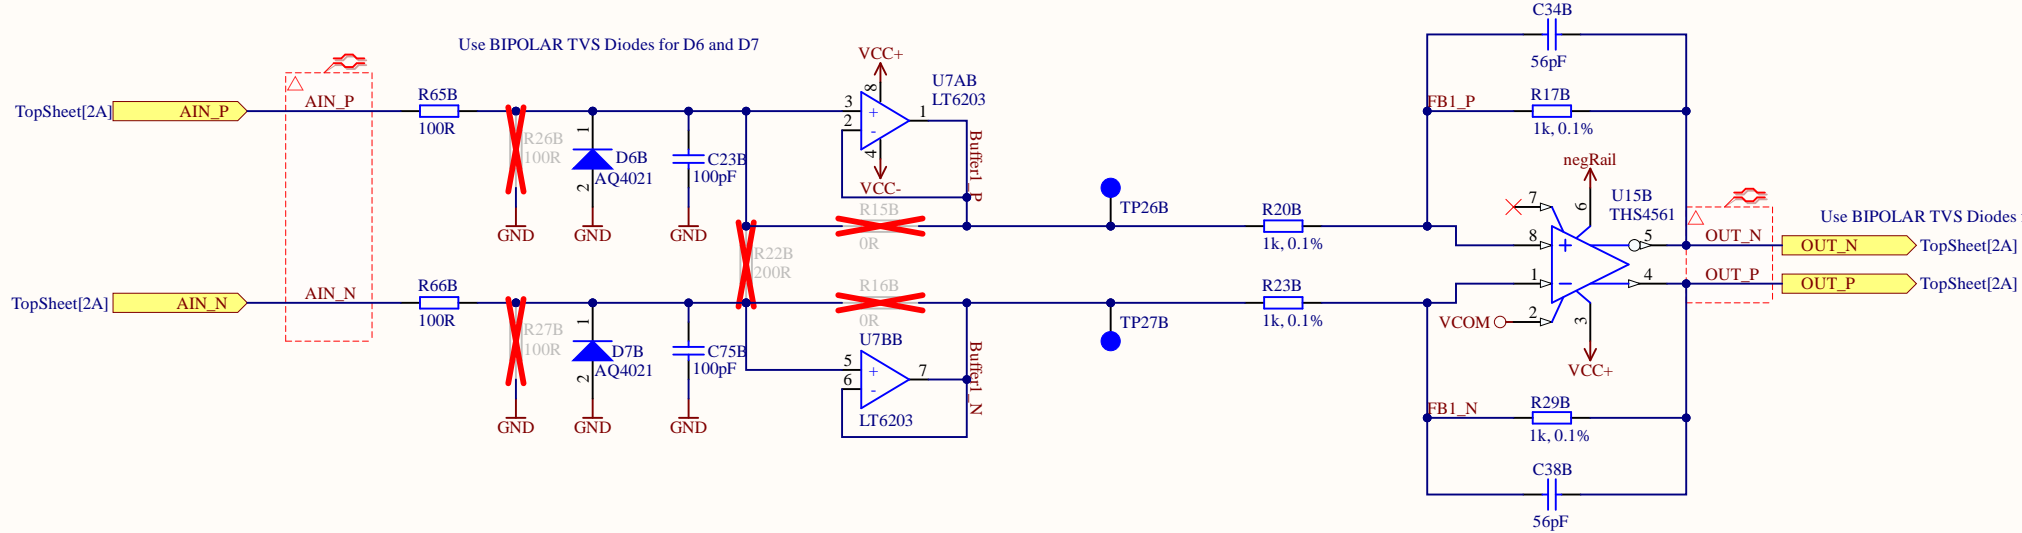 C34B
56pF
Use BIPOLAR TVS Diodes for D6 and D7
VCC+
U7AB
LT6203
TopSheet[2A]
AIN_P
AIN_P
R65B
100R
R26B
100R
1
D6B
AQ4021
2
C23B
100pF
3
2
+
-
8
4
1
VCC-
Buffer1_P
FB1_P
R17B
1k, 0.1%
negRail
GND
GND
GND
R15B
0R
TP26B
R20B
1k, 0.1%
7
6
U15B
THS4561
8
5
OUT_N
Use BIPOLAR TVS Diodes
OUT_N
TopSheet[2A]
R22B
200R
1
4
OUT_P
OUT_P
TopSheet[2A]
TopSheet[2A]
AIN_N
AIN_N
R66B
100R
R16B
0R
R23B
1k, 0.1%
VCOM
2
3
VCC+
TP27B
R27B
100R
1
D7B
AQ4021
2
C75B
100pF
U7BB
5
6
+
-
7
LT6203
Buffer1_N
GND
GND
GND
FB1_N
R29B
1k, 0.1%
C38B
56pF